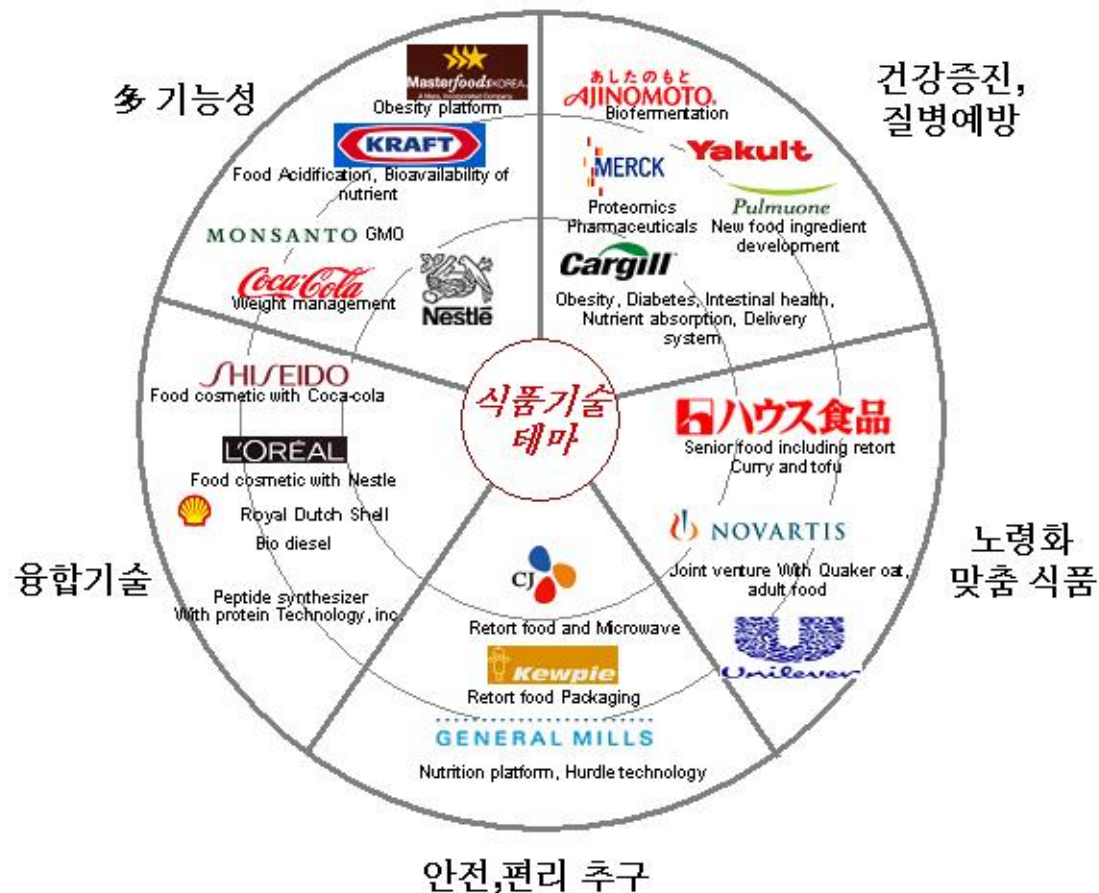 多 기능성
Masterfoods KOREA
A Mars, Incorporated Company
Obesity platform
KRAFT
Food Acidification, Bioavailability of
nutrient
MONSANTO GMO
Coca-Cola
Weight management
Nestlé
건강증진,
질병예방
あしたのもと
AJINOMOTO.
Biofermentation
MERCK
Proteomics
Pharmaceuticals
Yakult
Pulmuone
New food ingredient
development
Cargill
Obesity, Diabetes, Intestinal health,
Nutrient absorption, Delivery
system
식품기술
테마
SHISEIDO
Food cosmetic with Coca-cola
L'ORÉAL
Food cosmetic with Nestle
Royal Dutch Shell
Bio diesel
Peptide synthesizer
With protein Technology, inc.
융합기술
ハウス食品
Senior food including retort
Curry and tofu
NOVARTIS
Joint venture With Quaker oat,
adult food
Unilever
노령화
맞춤 식품
CJ
Retort food and Microwave
Kewpie
Retort food Packaging
GENERAL MILLS
Nutrition platform, Hurdle technology
안전,편리 추구